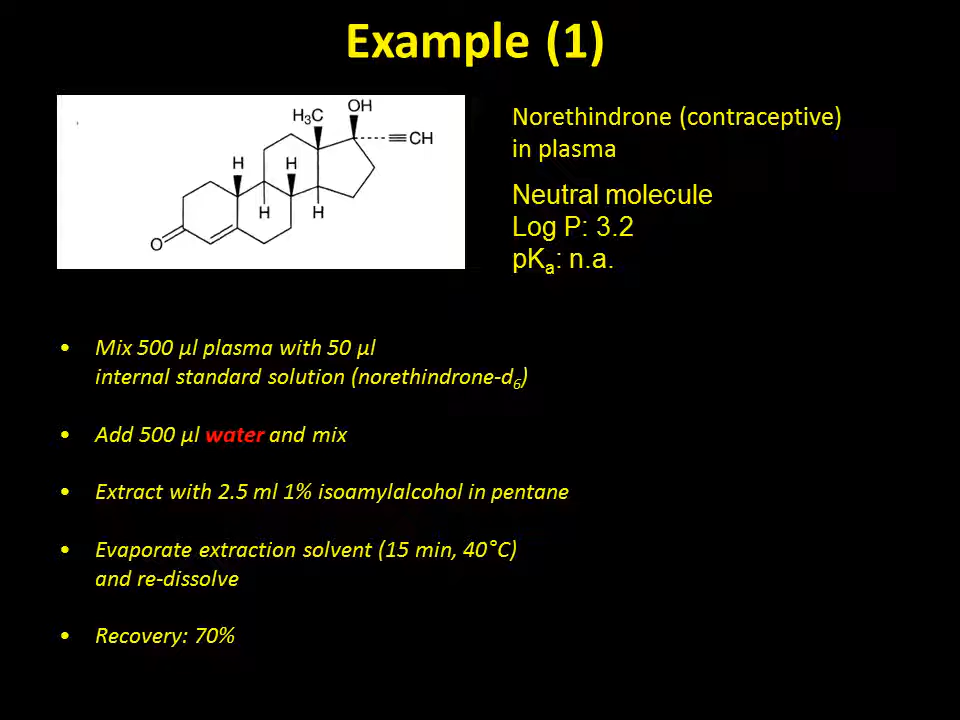 Example (1)
OH
H₃C
≡CH
H
H
H
H
O
Norethindrone (contraceptive)
in plasma
Neutral molecule
Log P: 3.2
pKₐ: n.a.
• Mix 500 µl plasma with 50 µl
internal standard solution (norethindrone-d₆)
• Add 500 µl water and mix
• Extract with 2.5 ml 1% isoamylalcohol in pentane
• Evaporate extraction solvent (15 min, 40°C)
and re-dissolve
• Recovery: 70%